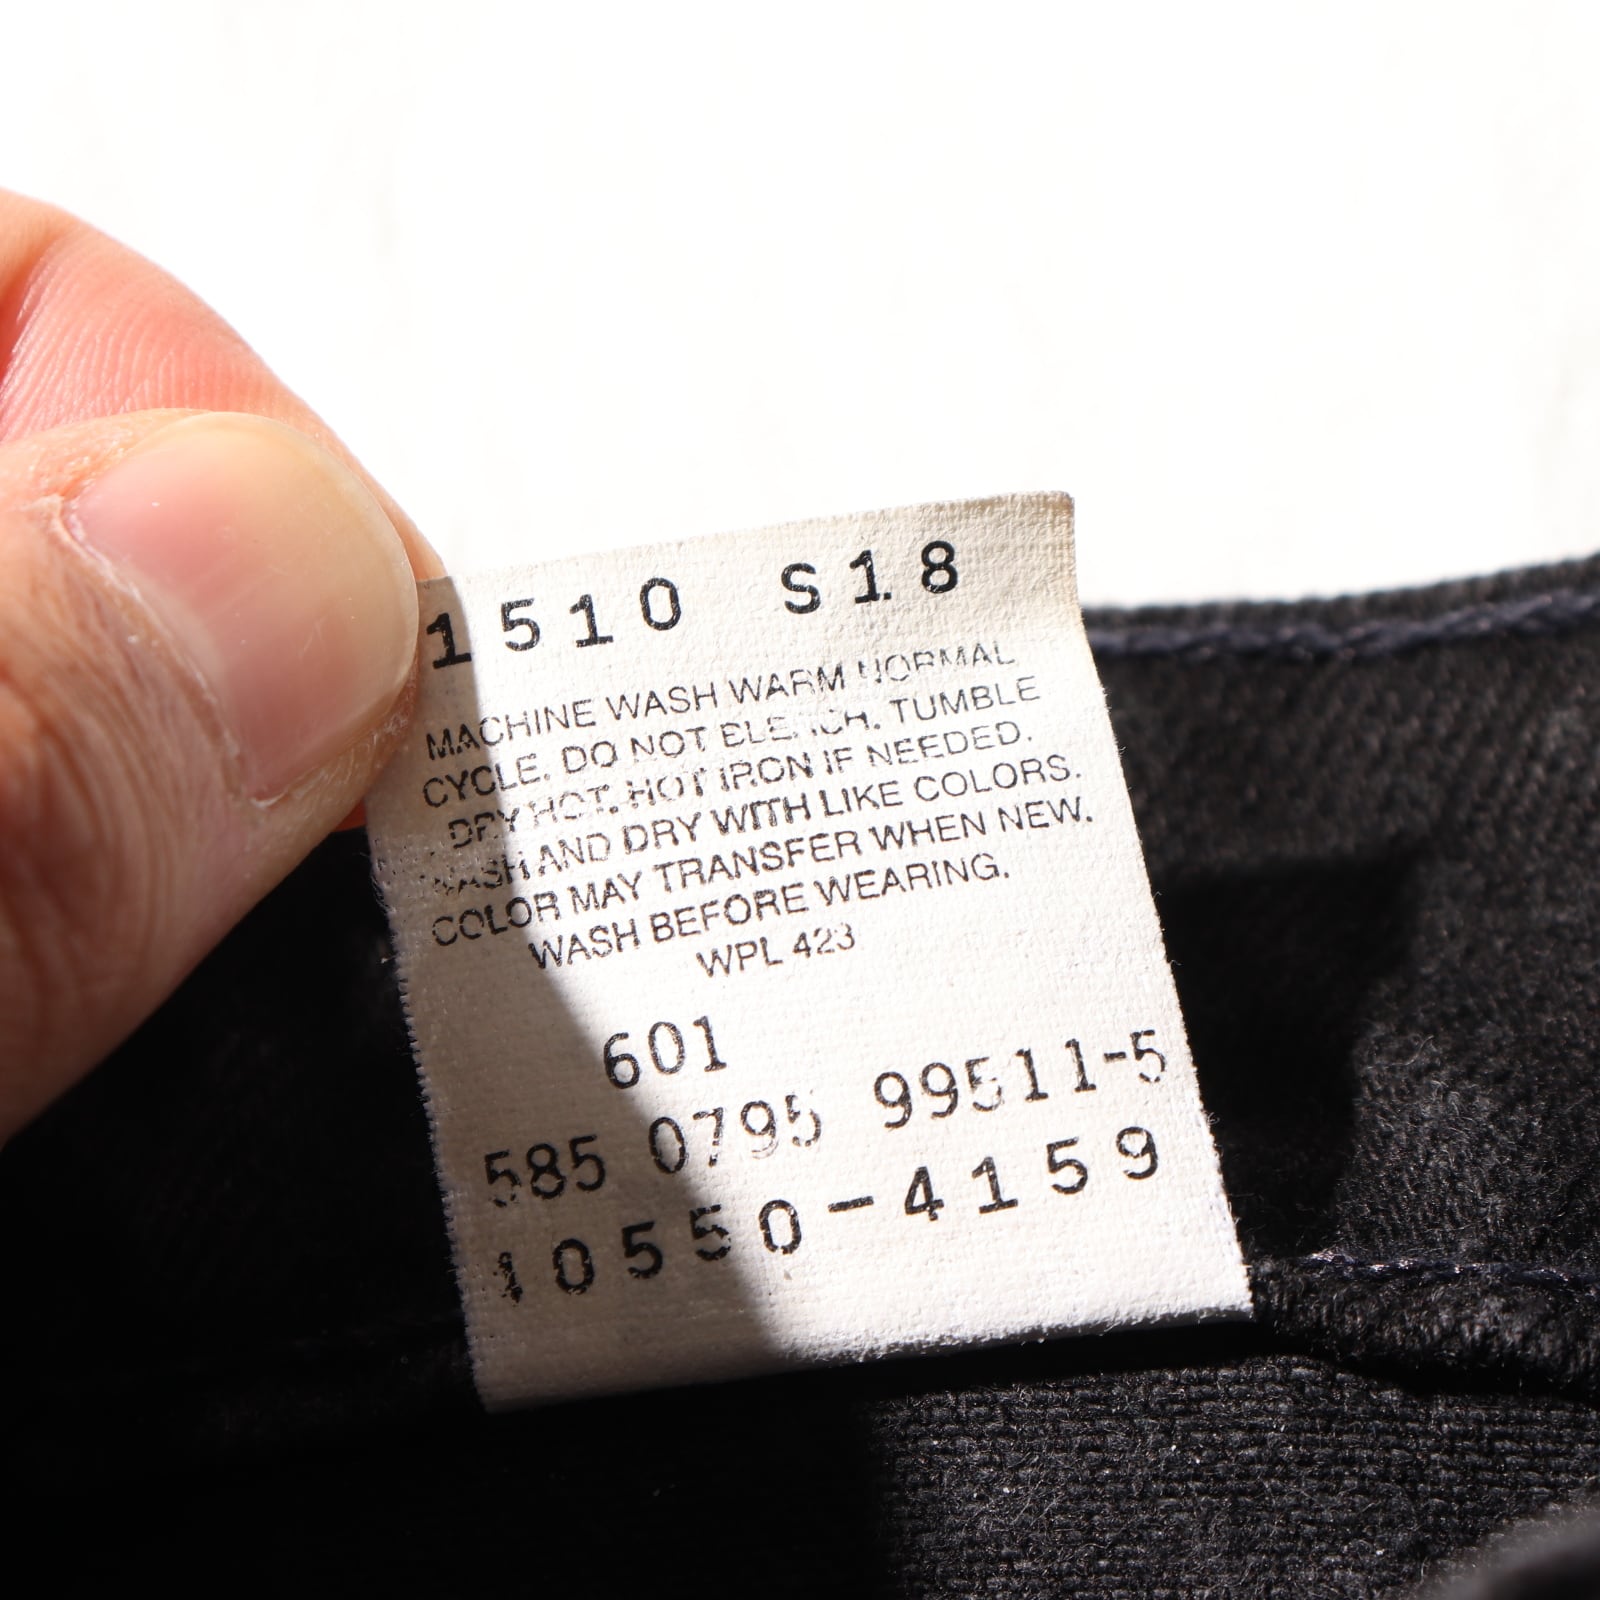 1510 S18
MACHINE WASH WARM NORMAL
CYCLE. DO NOT BLEACH. TUMBLE
DRY HOT. HOT IRON IF NEEDED.
WASH AND DRY WITH LIKE COLORS.
COLOR MAY TRANSFER WHEN NEW.
WASH BEFORE WEARING.
WPL 423
601
585 0795 99511-5
10550-4159